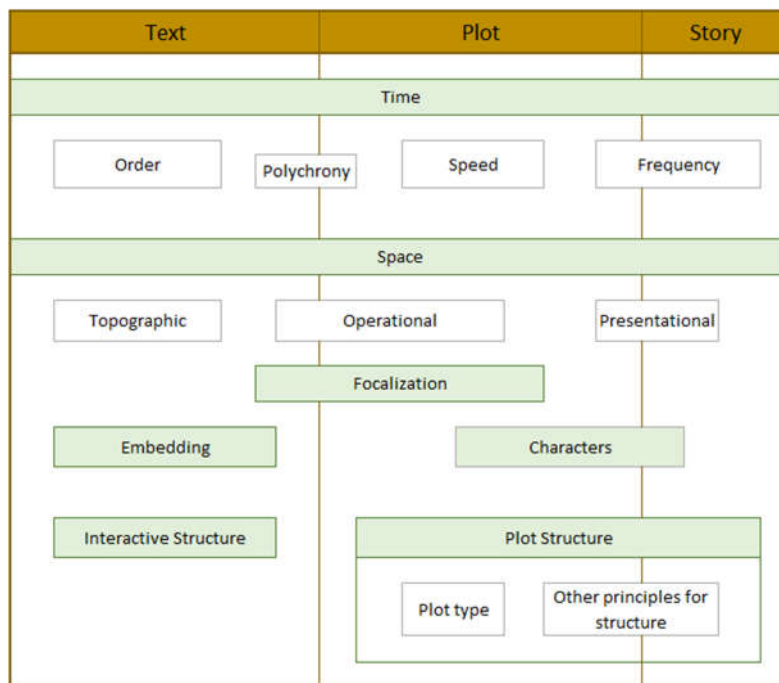 Text
Plot
Story
Time
Order
Polychrony
Speed
Frequency
Space
Topographic
Operational
Presentational
Focalization
Embedding
Characters
Interactive Structure
Plot Structure
Plot type
Other principles for
structure